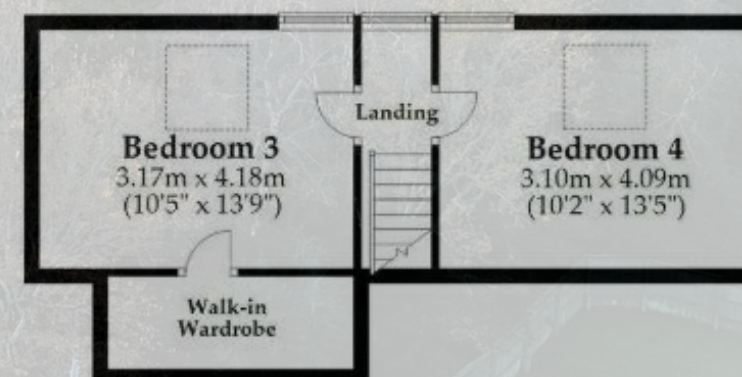 Landing
Bedroom 3
3.17m x 4.18m
(10'5" x 13'9")
Bedroom 4
3.10m x 4.09m
(10'2" x 13'5")
Walk-in
Wardrobe